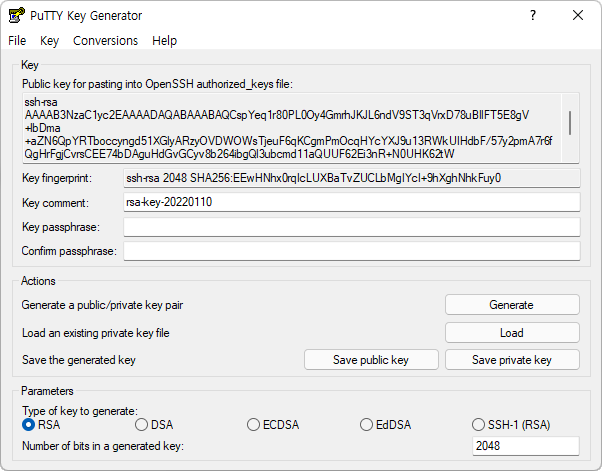 PuTTY Key Generator
File Key Conversions Help
Key
Public key for pasting into OpenSSH authorized_keys file:
ssh-rsa
AAAAB3NzaC1yc2EAAAADAQABAAABAQCspYeq1r80PL0Oy4GmrhJKJL6ndV9ST3qVrxD78uBIIFT5E8gV
+lbDma
+aZN6QpYRTboccyngd51XGlyARzyOVDWOWsTjeuF6qKCgmPmOcqHYcYXJ9u13RWkUIHdbF/57y2pmA7r6f
QgHrFgjCvrsCEE74bDAguHdGvGCyv8b264ibgQl3ubcmd11aQUUF62Ei3nR+N0UHK62tW
Key fingerprint: ssh-rsa 2048 SHA256:EEwHNhx0rqIcLUXBaTvZUCLbMgIYcI+9hXghNhkFuy0
Key comment: rsa-key-20220110
Key passphrase:
Confirm passphrase:
Actions
Generate a public/private key pair Generate
Load an existing private key file Load
Save the generated key Save public key Save private key
Parameters
Type of key to generate:
RSA DSA ECDSA EdDSA SSH-1 (RSA)
Number of bits in a generated key: 2048